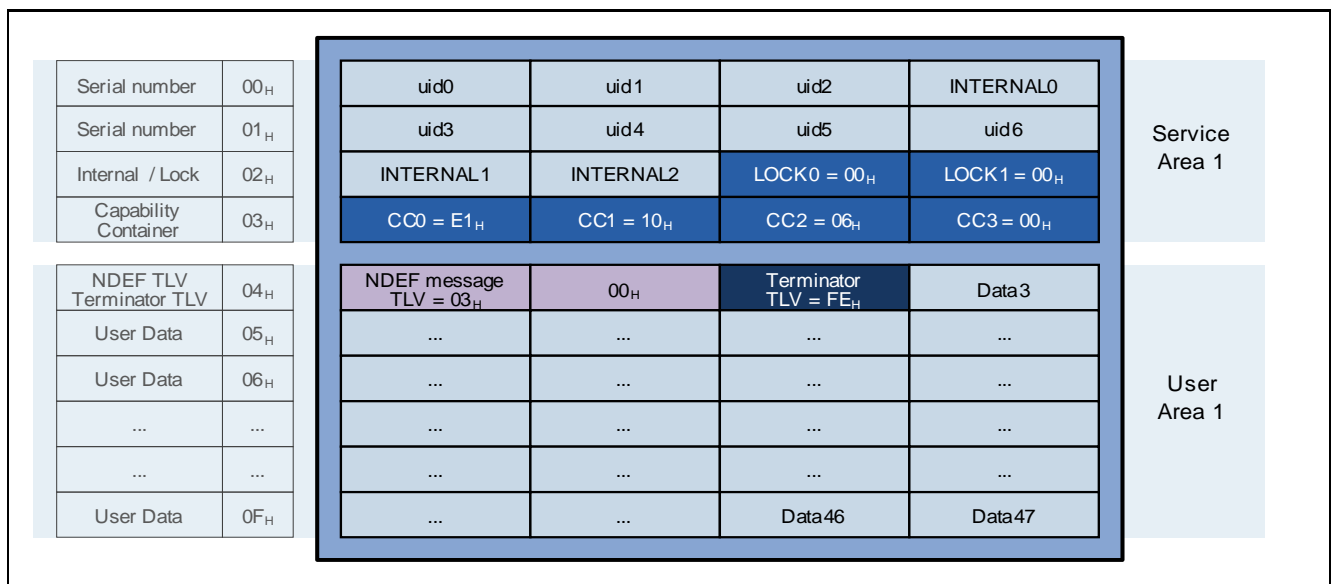 Serial number 00H uid0 uid1 uid2 INTERNAL0
Serial number 01H uid3 uid4 uid5 uid6
Service
Area 1
Internal / Lock 02H INTERNAL1 INTERNAL2 LOCK0 = 00H LOCK1 = 00H
Capability
Container 03H CC0 = E1H CC1 = 10H CC2 = 06H CC3 = 00H
NDEF TLV
Terminator TLV 04H NDEF message
TLV = 03H 00H Terminator
TLV = FEH Data3
User Data 05H ... ... ... ...
User Data 06H ... ... ... ...
User
Area 1
... ... ... ... ... ...
... ... ... ... ... ...
User Data 0FH ... ... Data46 Data47